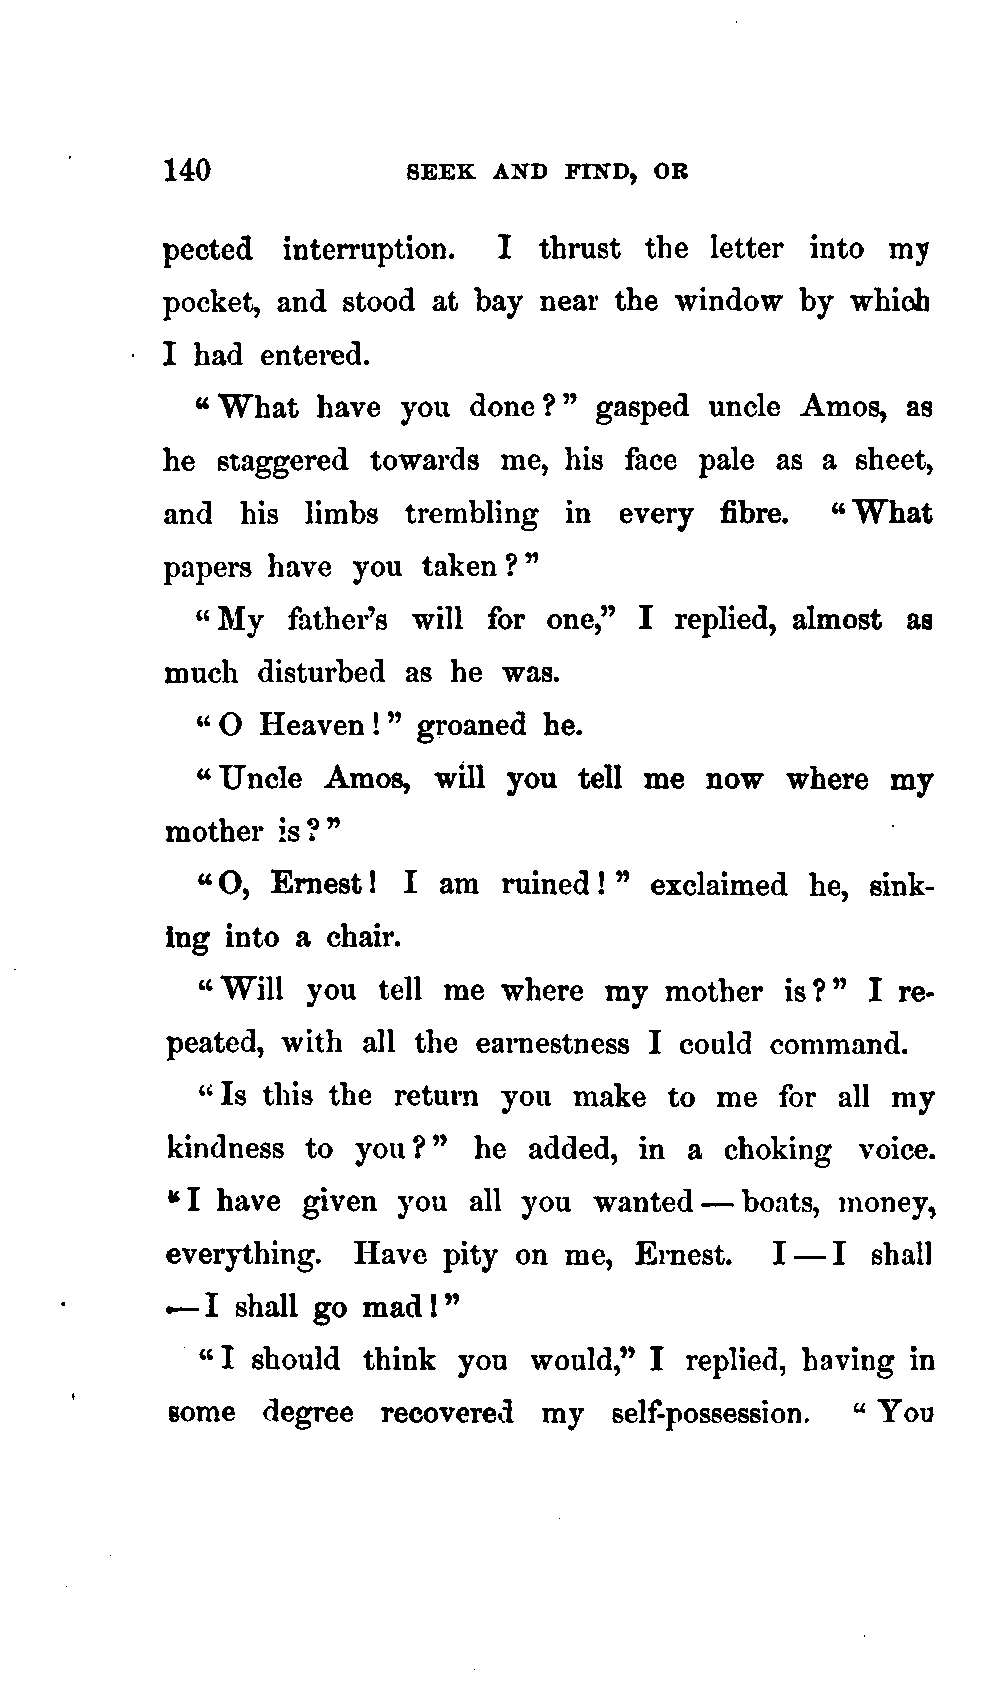 140 SEEK AND FIND, OR
pected interruption. I thrust the letter into my
pocket, and stood at bay near the window by which
I had entered.
“What have you done?” gasped uncle Amos, as
he staggered towards me, his face pale as a sheet,
and his limbs trembling in every fibre. “What
papers have you taken?”
“My father’s will for one,” I replied, almost as
much disturbed as he was.
“O Heaven!” groaned he.
“Uncle Amos, will you tell me now where my
mother is?”
“O, Ernest! I am ruined!” exclaimed he, sink-
ing into a chair.
“Will you tell me where my mother is?” I re-
peated, with all the earnestness I could command.
“Is this the return you make to me for all my
kindness to you?” he added, in a choking voice.
“I have given you all you wanted — boats, money,
everything. Have pity on me, Ernest. I — I shall
— I shall go mad!”
“I should think you would,” I replied, having in
some degree recovered my self-possession. “You